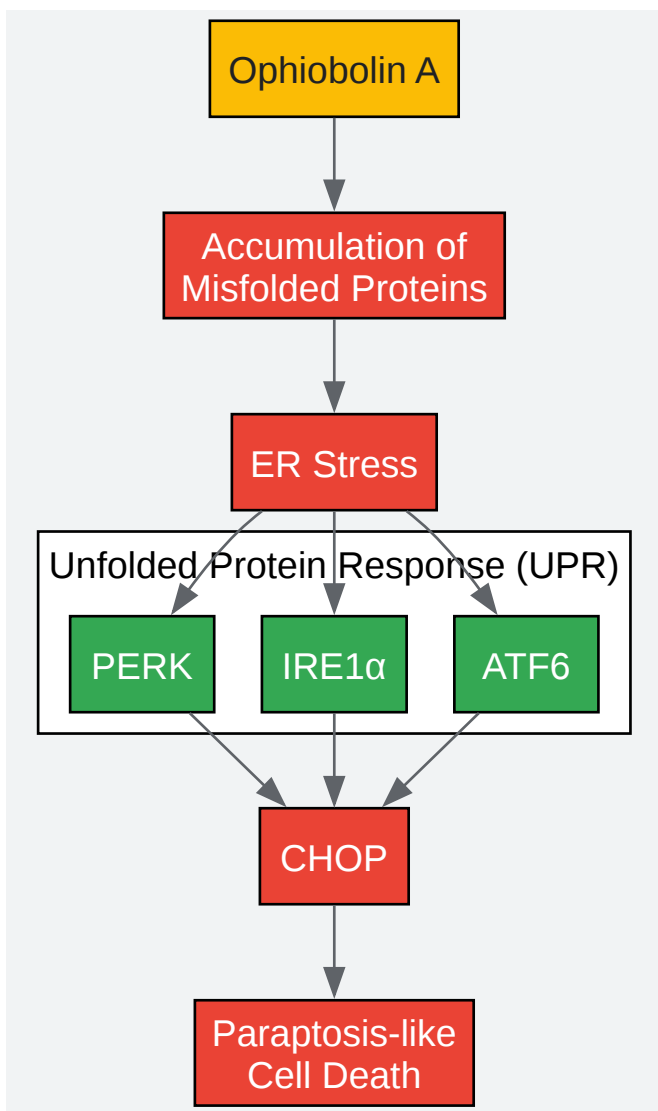 Ophiobolin A
Accumulation of
Misfolded Proteins
ER Stress
Unfolded Protein Response (UPR)
PERK
IRE1α
ATF6
CHOP
Paraptosis-like
Cell Death